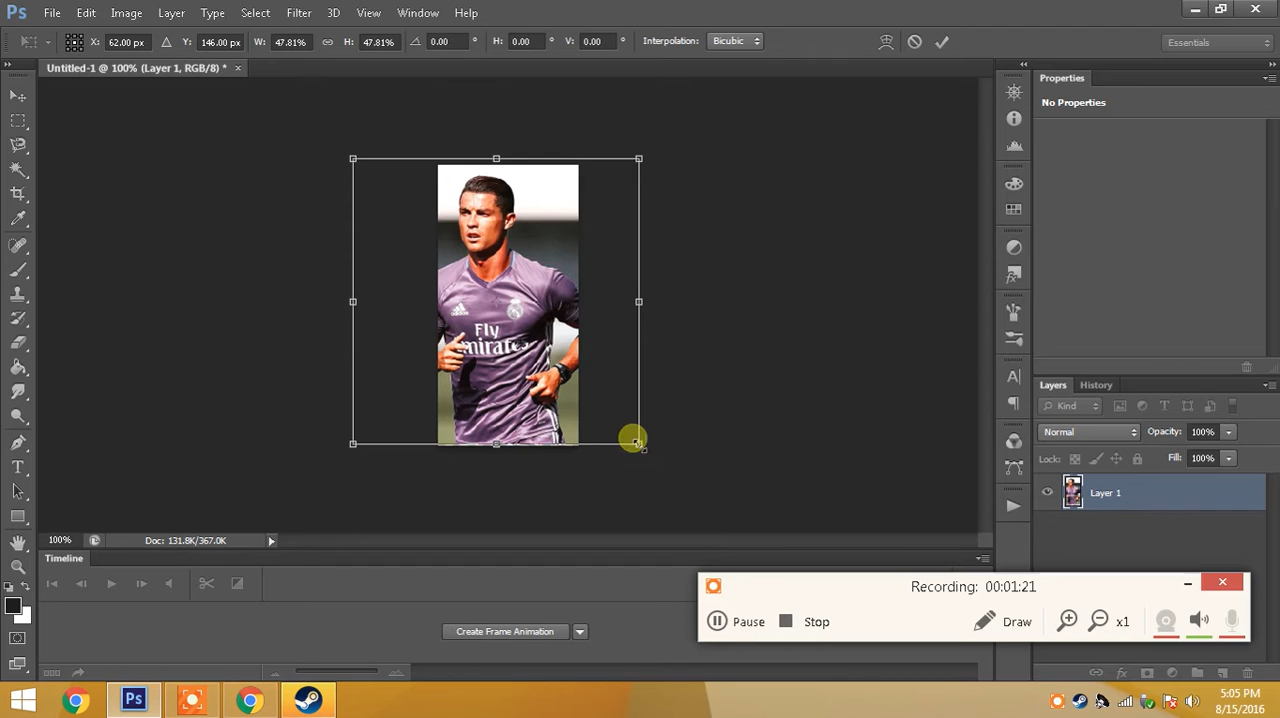 Ps File Edit Image Layer Type Select Filter 3D View Window Help
X: 62.00 px Y: 146.00 px W: 47.81% H: 47.81% 0.00 ° H: 0.00 ° V: 0.00 ° Interpolation: Bicubic Essentials
Untitled-1 @ 100% (Layer 1, RGB/8) * ×
Properties
No Properties
adidas
Fly
Emirates
Layers History
Kind
Normal Opacity: 100%
Lock: Fill: 100%
Layer 1
100% Doc: 131.8K/367.0K
Timeline
Create Frame Animation
Recording: 00:01:21
Pause Stop Draw x1
Ps
5:05 PM
8/15/2016